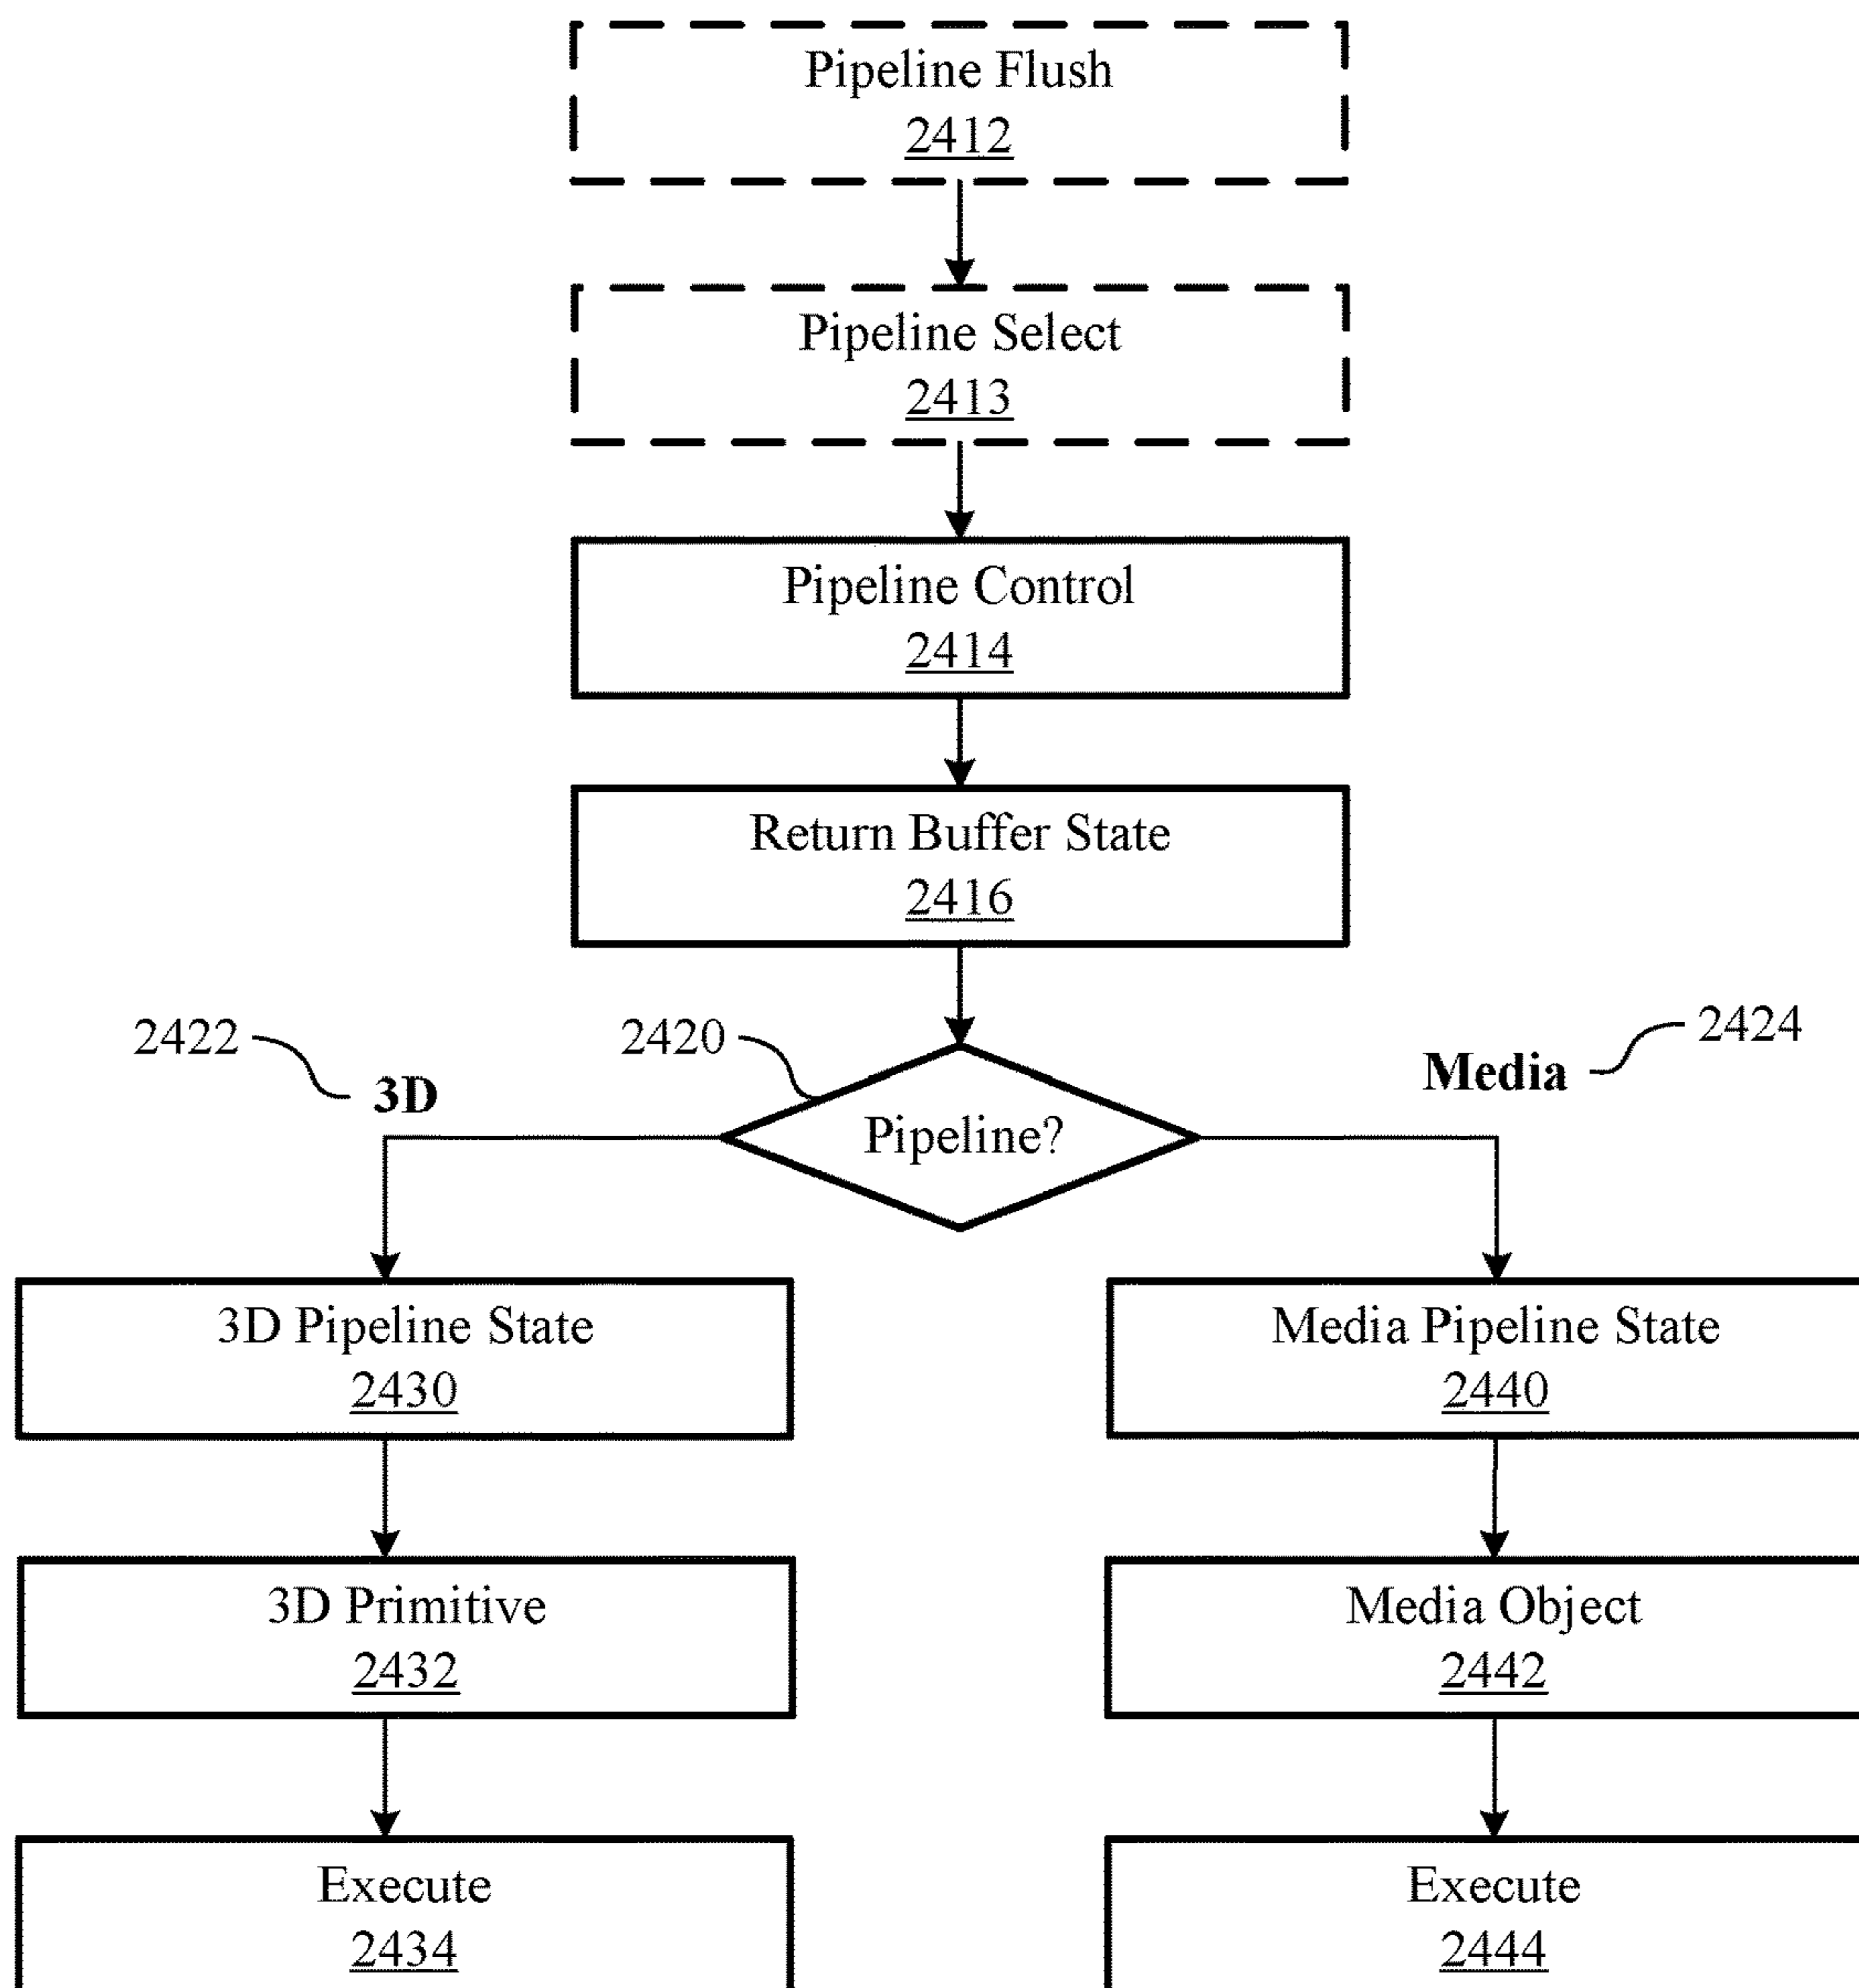 Pipeline Flush
2412
Pipeline Select
2413
Pipeline Control
2414
Return Buffer State
2416
2422
3D
2420
Pipeline?
Media
2424
3D Pipeline State
2430
Media Pipeline State
2440
3D Primitive
2432
Media Object
2442
Execute
2434
Execute
2444